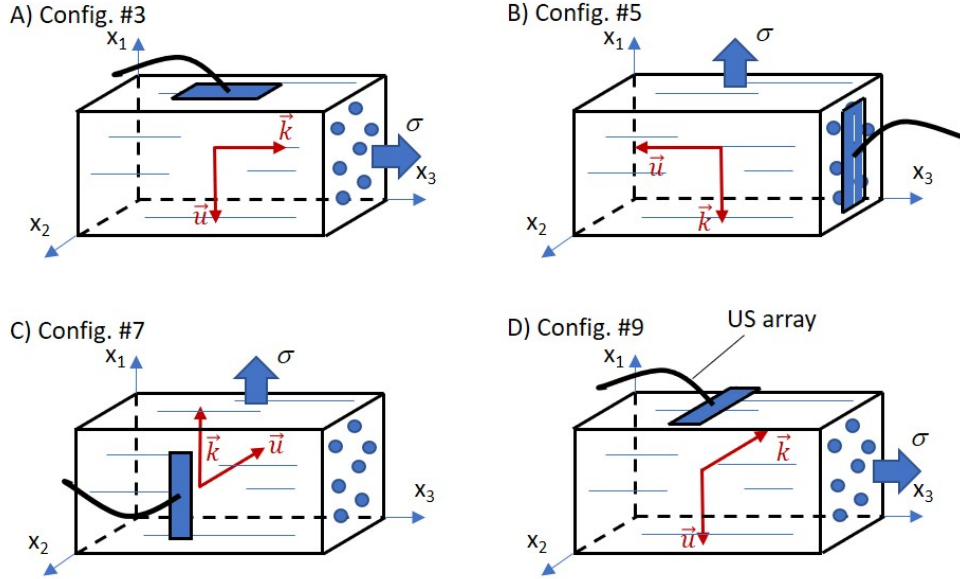 A) Config. #3
x₁
σ
k⃗
u⃗
x₃
x₂
B) Config. #5
x₁
σ
u⃗
k⃗
x₃
x₂
C) Config. #7
x₁
σ
k⃗
u⃗
x₃
x₂
D) Config. #9
US array
x₁
k⃗
σ
x₃
u⃗
x₂